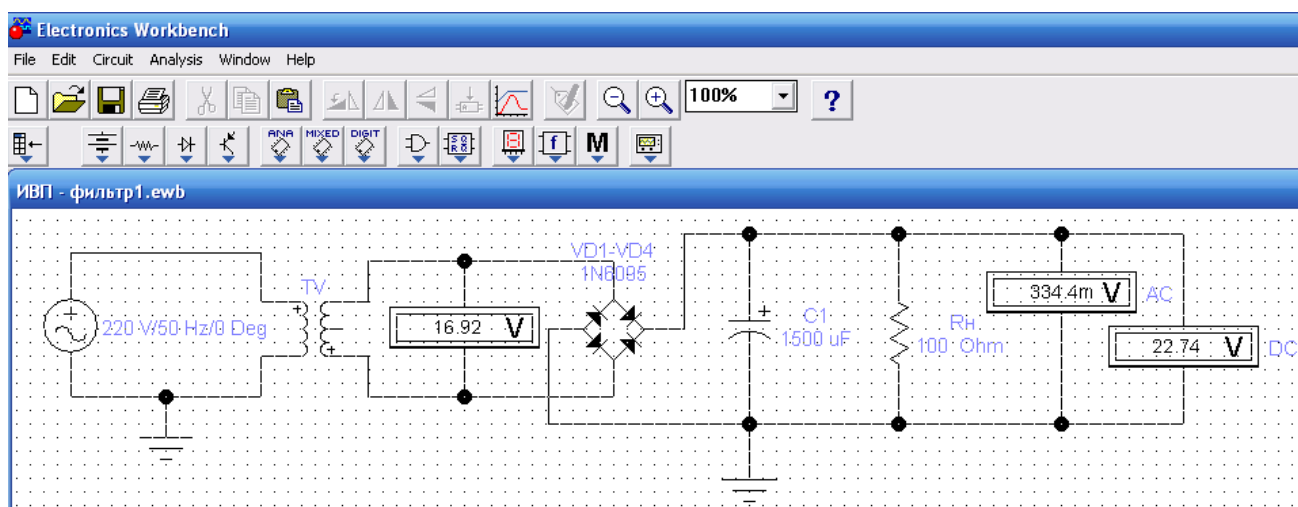 Electronics Workbench
File Edit Circuit Analysis Window Help
100% ?
ANA MIXED DIGIT
f M
ИВП - фильтр1.ewb
VD1-VD4
1N6095
TV
220 V/50 Hz/0 Deg
16.92 V
C1
1500 uF
Rн
100 Ohm
334.4m V AC
22.74 V DC